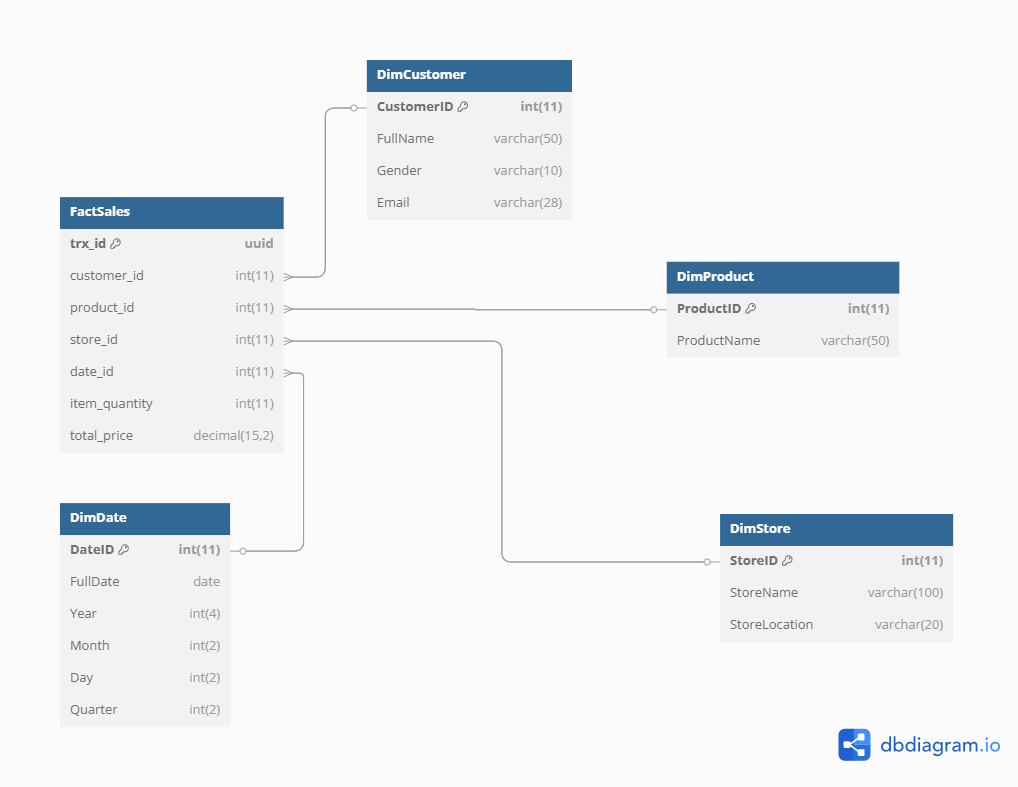 DimCustomer
CustomerID int(11)
FullName varchar(50)
Gender varchar(10)
Email varchar(28)
FactSales
trx_id uuid
customer_id int(11)
product_id int(11)
store_id int(11)
date_id int(11)
item_quantity int(11)
total_price decimal(15,2)
DimProduct
ProductID int(11)
ProductName varchar(50)
DimDate
DateID int(11)
FullDate date
Year int(4)
Month int(2)
Day int(2)
Quarter int(2)
DimStore
StoreID int(11)
StoreName varchar(100)
StoreLocation varchar(20)
dbdiagram.io